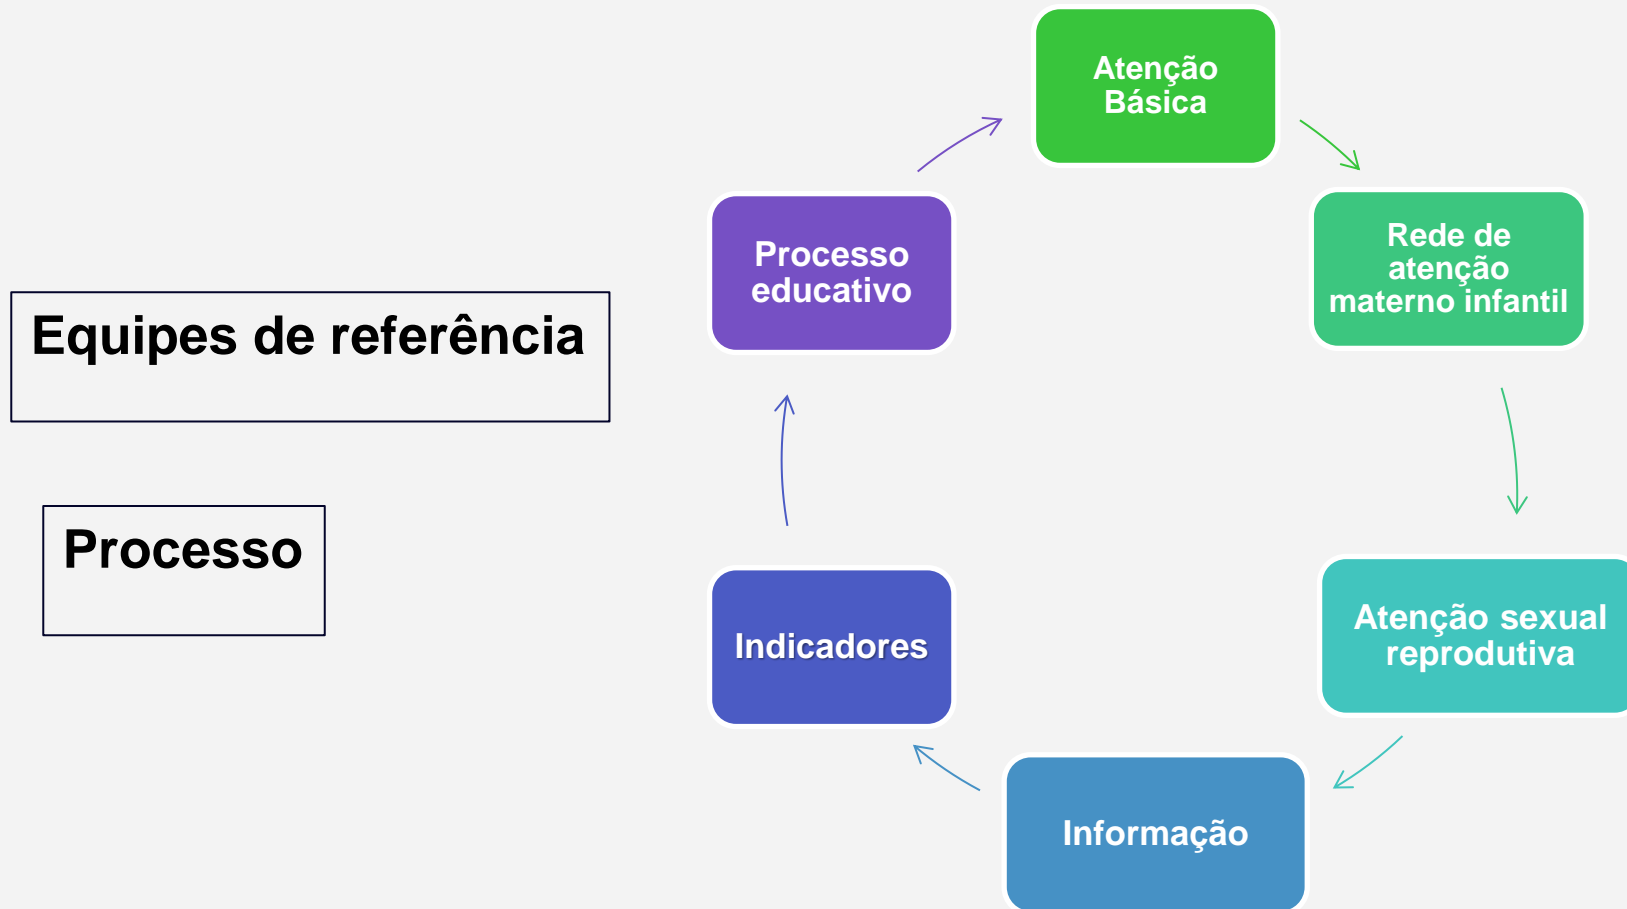 Equipes de referência
Processo
Atenção
Básica
Rede de
atenção
materno infantil
Atenção sexual
reprodutiva
Informação
Indicadores
Processo
educativo